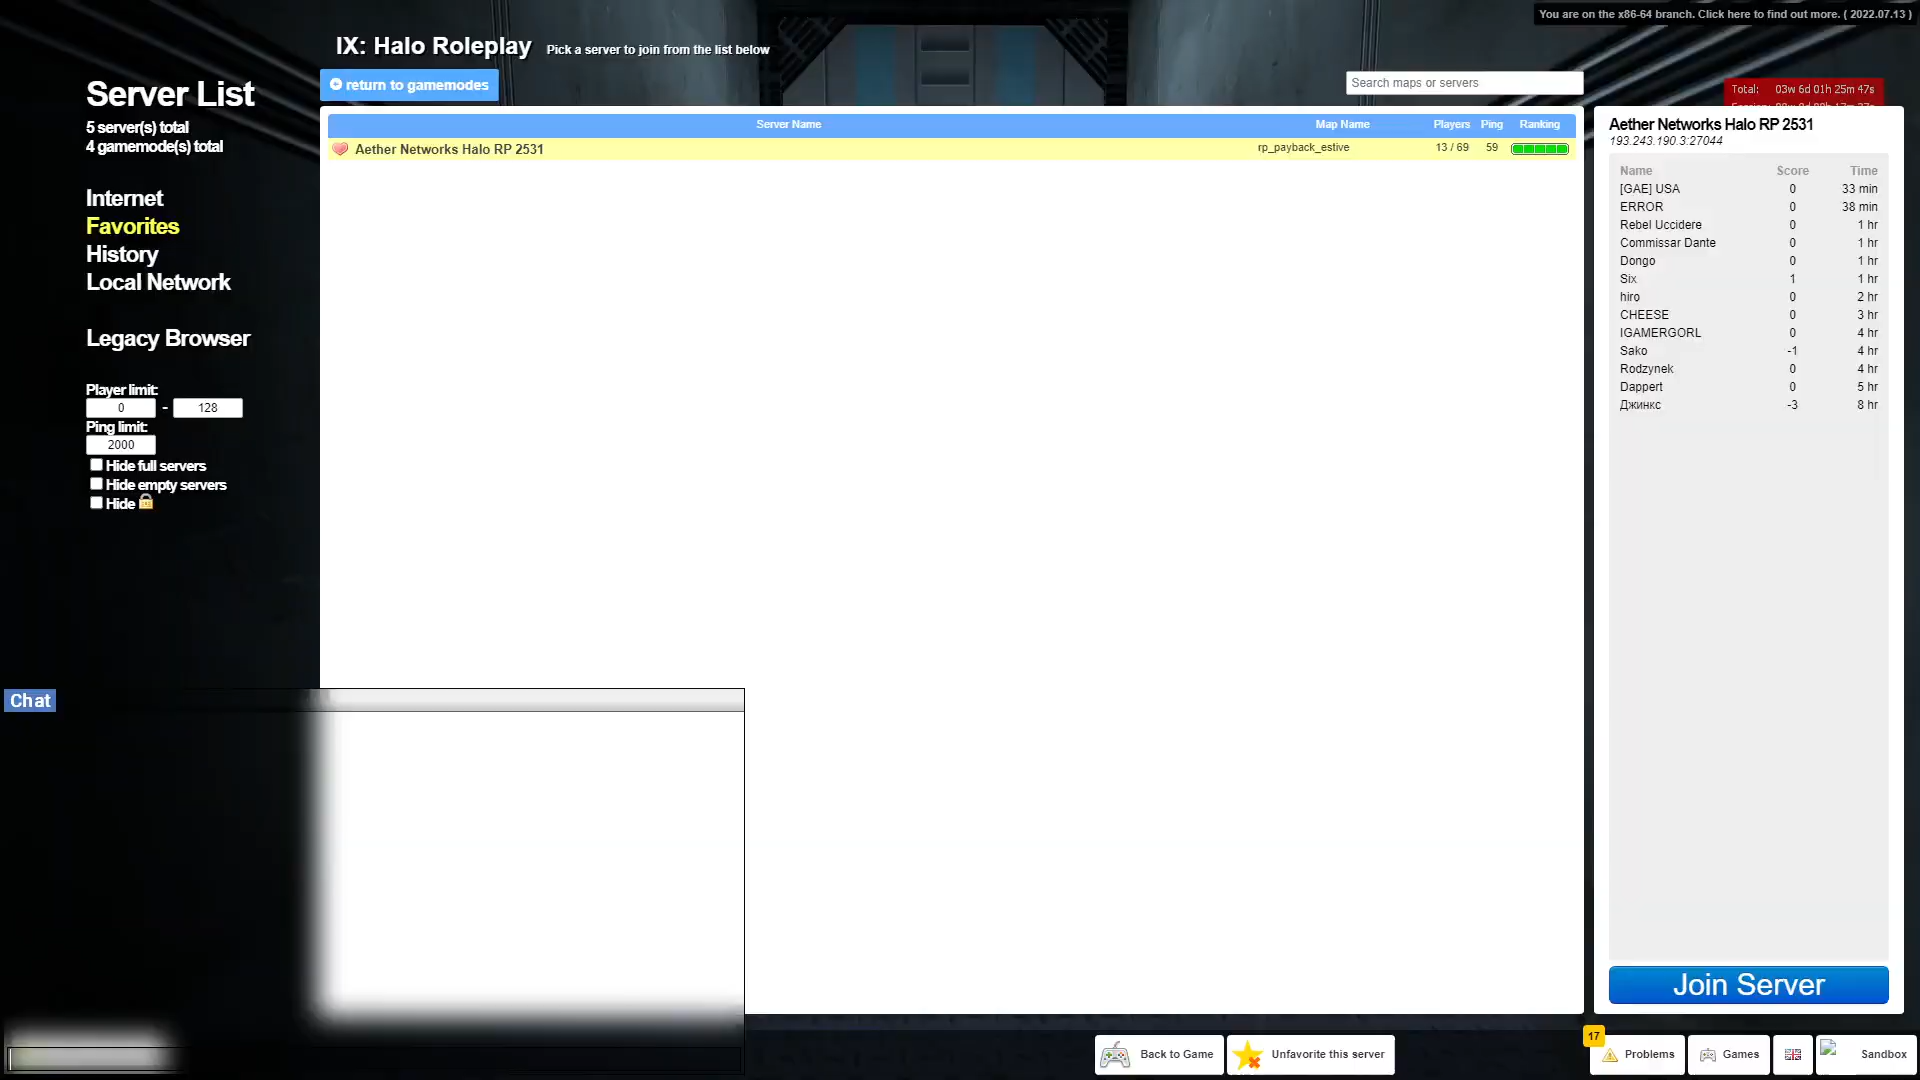 You are on the x86-64 branch. Click here to find out more. ( 2022.07.13 )
IX: Halo Roleplay Pick a server to join from the list below
return to gamemodes
Search maps or servers
Total: 03w 6d 01h 25m 47s
Server List
5 server(s) total
4 gamemode(s) total
Internet
Favorites
History
Local Network
Legacy Browser
Player limit:
0 - 128
Ping limit:
2000
Hide full servers
Hide empty servers
Hide
Server Name Map Name Players Ping Ranking
Aether Networks Halo RP 2531 rp_payback_estive 13 / 69 59
Aether Networks Halo RP 2531
193.243.190.3:27044
Name Score Time
[GAE] USA 0 33 min
ERROR 0 38 min
Rebel Uccidere 0 1 hr
Commissar Dante 0 1 hr
Dongo 0 1 hr
Six 1 1 hr
hiro 0 2 hr
CHEESE 0 3 hr
IGAMERGORL 0 4 hr
Sako -1 4 hr
Rodzynek 0 4 hr
Dappert 0 5 hr
Джинкс -3 8 hr
Join Server
Chat
Back to Game
Unfavorite this server
17
Problems
Games
Sandbox